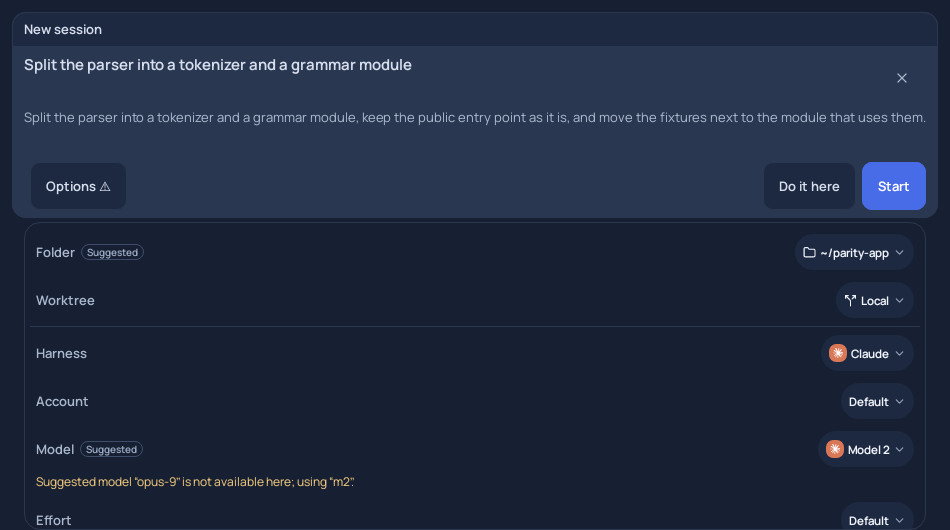 New session
Split the parser into a tokenizer and a grammar module
Split the parser into a tokenizer and a grammar module, keep the public entry point as it is, and move the fixtures next to the module that uses them.
Options ⚠ Do it here Start
Folder Suggested ~/parity-app
Worktree Local
Harness Claude
Account Default
Model Suggested Model 2
Suggested model “opus-9” is not available here; using “m2”.
Effort Default